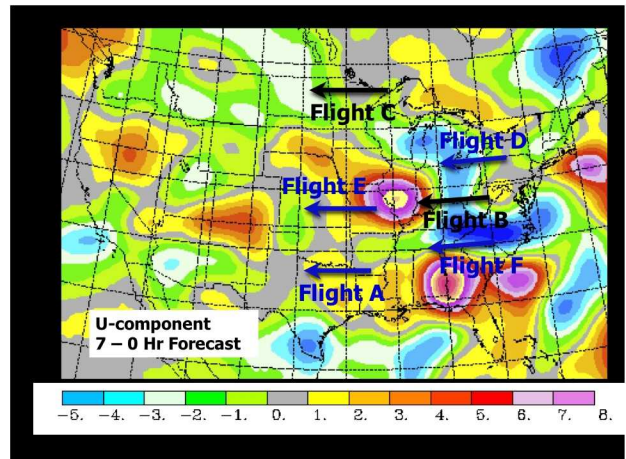 Flight C
Flight D
Flight E
Flight B
Flight F
Flight A
U-component
7 – 0 Hr Forecast
−5. −4. −3. −2. −1. 0. 1. 2. 3. 4. 5. 6. 7. 8.